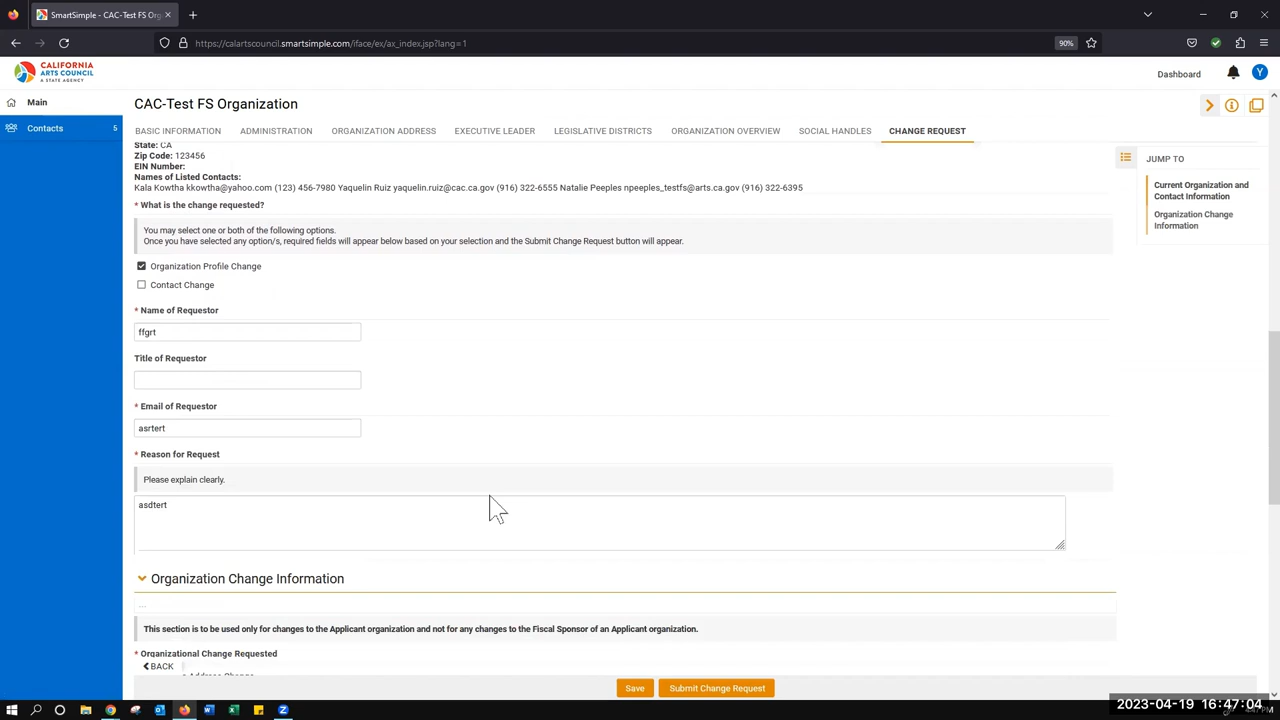 SmartSimple - CAC-Test FS Org
https://calartscouncil.smartsimple.com/iface/ex/ax_index.jsp?lang=1
90%
CALIFORNIA
ARTS COUNCIL
A STATE AGENCY
Dashboard
Y
Main
Contacts
5
CAC-Test FS Organization
BASIC INFORMATION
ADMINISTRATION
ORGANIZATION ADDRESS
EXECUTIVE LEADER
LEGISLATIVE DISTRICTS
ORGANIZATION OVERVIEW
SOCIAL HANDLES
CHANGE REQUEST
State: CA
Zip Code: 123456
EIN Number:
Names of Listed Contacts:
Kala Kowtha kkowtha@yahoo.com (123) 456-7980 Yaquelin Ruiz yaquelin.ruiz@cac.ca.gov (916) 322-6555 Natalie Peeples npeeples_testfs@arts.ca.gov (916) 322-6395
* What is the change requested?
You may select one or both of the following options.
Once you have selected any option/s, required fields will appear below based on your selection and the Submit Change Request button will appear.
Organization Profile Change
Contact Change
* Name of Requestor
ffgrt
Title of Requestor
* Email of Requestor
asrtert
* Reason for Request
Please explain clearly.
asdtert
Organization Change Information
...
This section is to be used only for changes to the Applicant organization and not for any changes to the Fiscal Sponsor of an Applicant organization.
* Organizational Change Requested
BACK
Address Change
Save
Submit Change Request
JUMP TO
Current Organization and
Contact Information
Organization Change
Information
2023-04-19 16:47:04